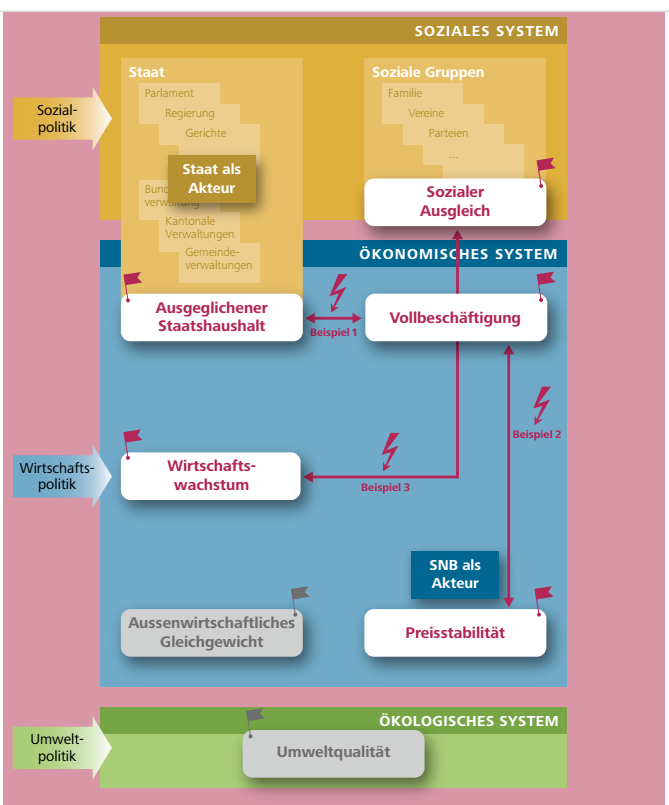 SOZIALES SYSTEM
Staat
Soziale Gruppen
Parlament
Regierung
Gerichte
Familie
Vereine
Parteien
...
Sozial-
politik
Staat als
Akteur
verwaltung
Kantonale
Verwaltungen
Gemeinde-
verwaltungen
Sozialer
Ausgleich
ÖKONOMISCHES SYSTEM
Ausgeglichener
Staatshaushalt
Beispiel 1
Vollbeschäftigung
Beispiel 2
Wirtschafts-
politik
Wirtschafts-
wachstum
Beispiel 3
SNB als
Akteur
Aussenwirtschaftliches
Gleichgewicht
Preisstabilität
ÖKOLOGISCHES SYSTEM
Umwelt-
politik
Umweltqualität